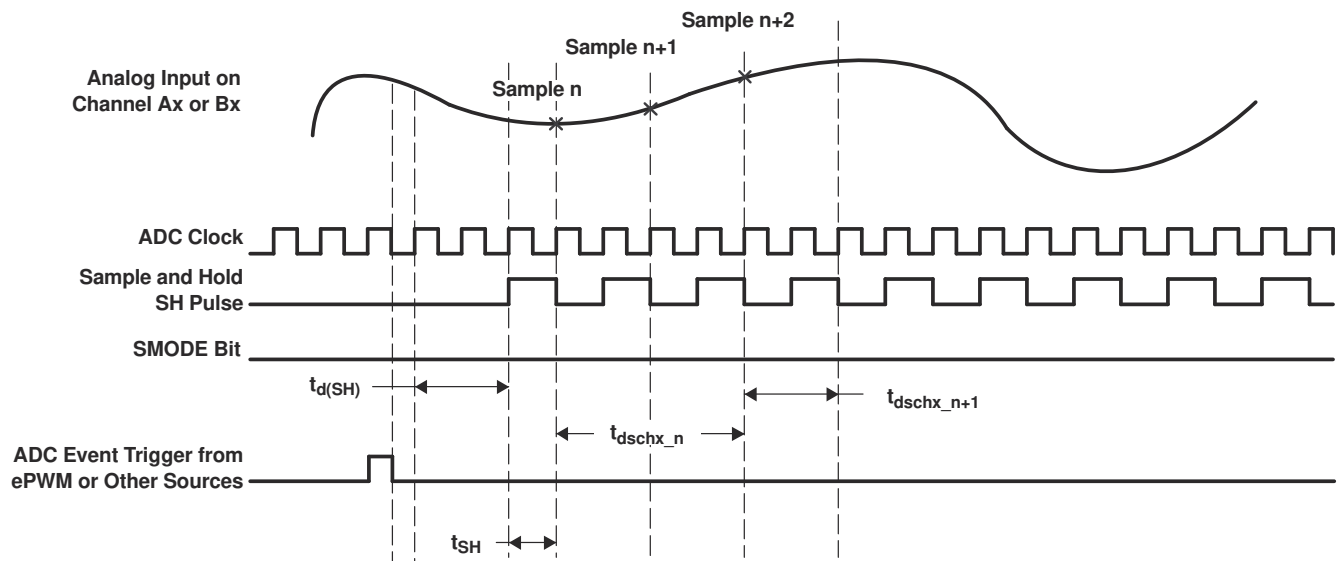 Sample n+2
Sample n+1
Analog Input on
Channel Ax or Bx
Sample n
ADC Clock
Sample and Hold
SH Pulse
SMODE Bit
td(SH)
tdschx_n+1
tdschx_n
ADC Event Trigger from
ePWM or Other Sources
tSH